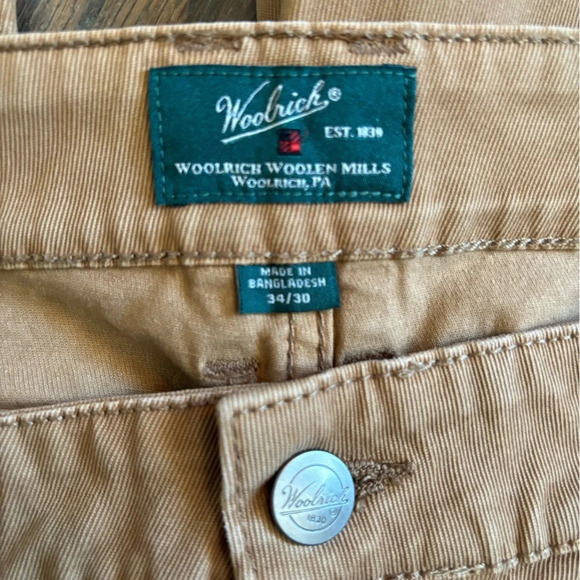 Woolrich®
EST. 1830
WOOLRICH WOOLEN MILLS
WOOLRICH, PA
MADE IN
BANGLADESH
34/30
Woolrich®
1830